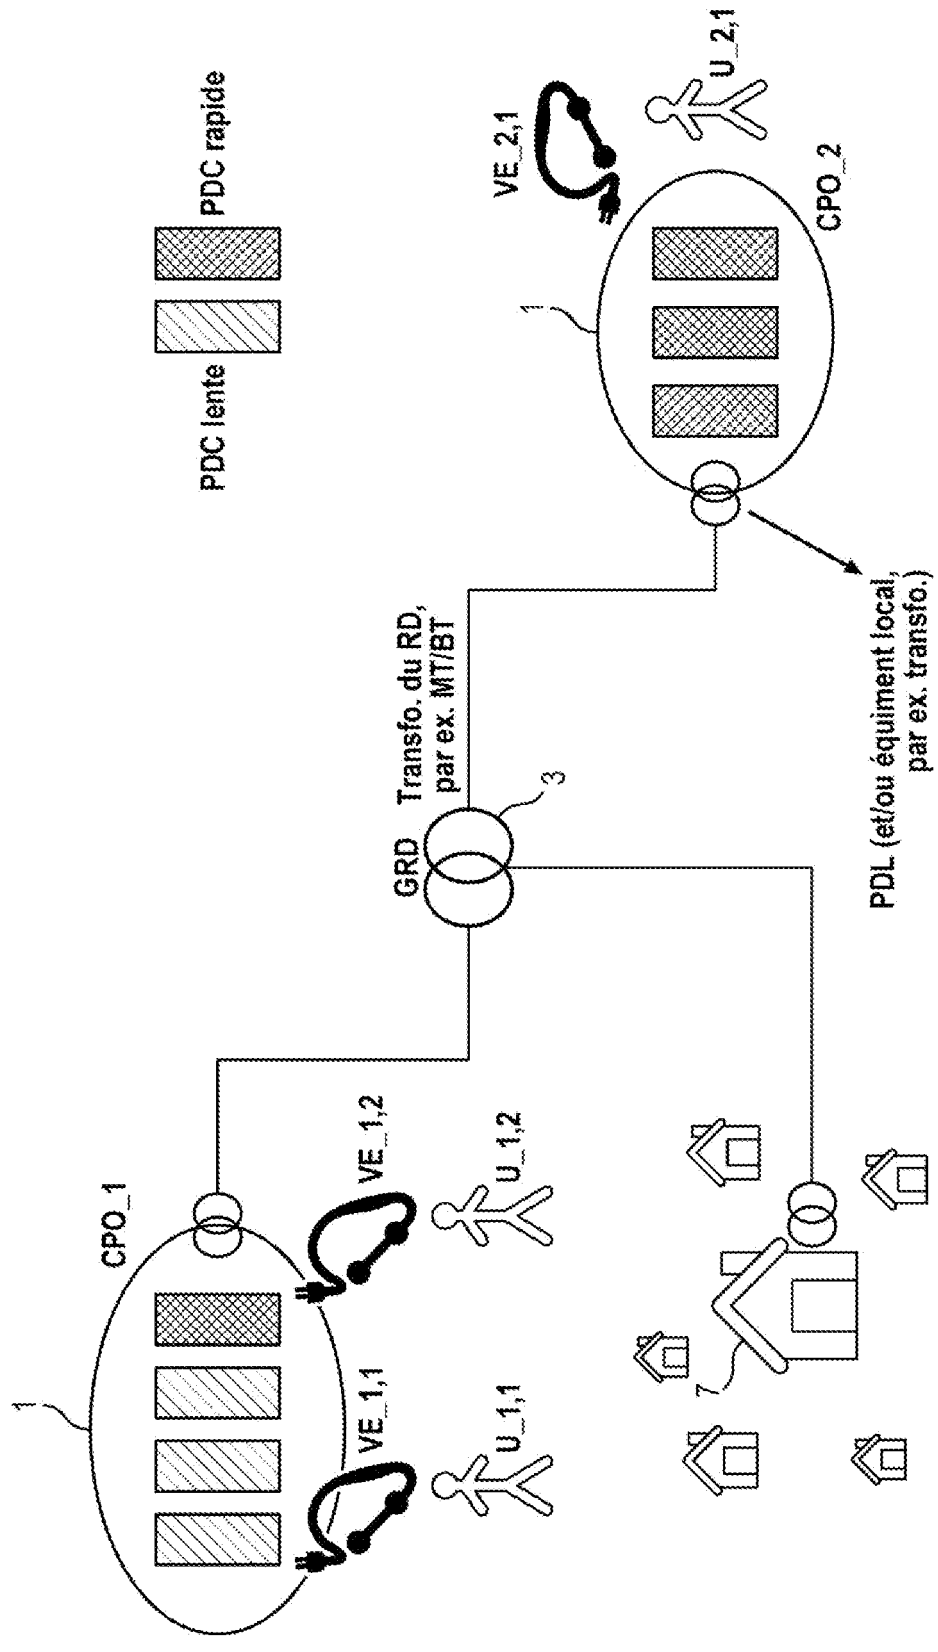 PDC lente
PDC rapide
1
CPO_1
VE_1,1
VE_1,2
U_1,1
U_1,2
GRD
Transfo. du RD,
par ex. MT/BT
3
1
VE_2,1
U_2,1
CPO_2
7
PDL (et/ou équiment local,
par ex. transfo.)